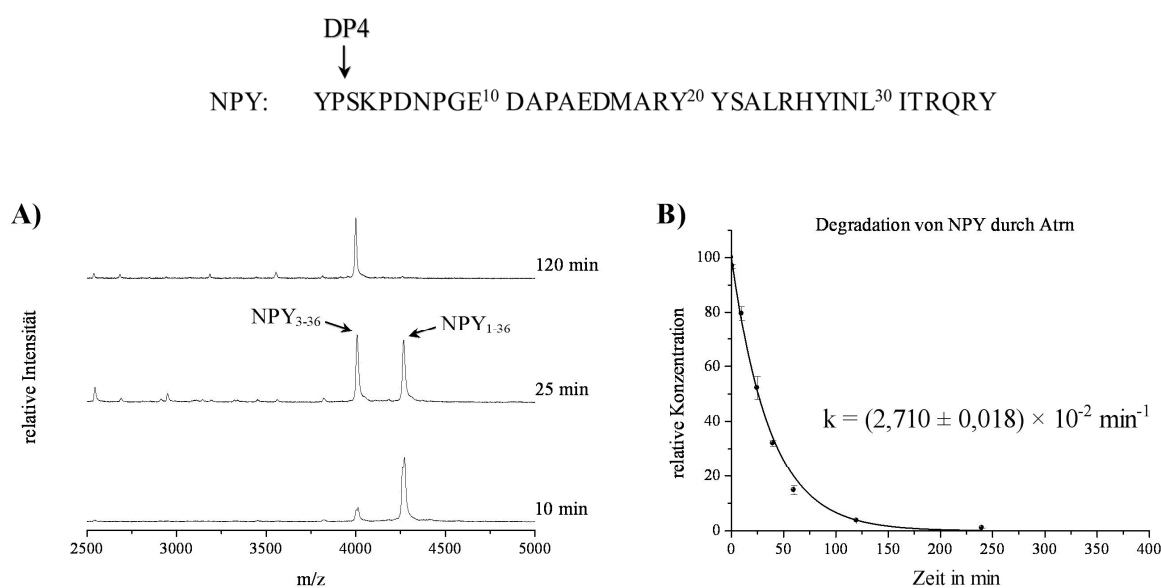 DP4
NPY: YPSKPDNPGE10 DAPAEDMARY20 YSALRHYINL30 ITRQRY
A)
relative Intensität
120 min
NPY3-36
NPY1-36
25 min
10 min
2500 3000 3500 4000 4500 5000
m/z
B)
Degradation von NPY durch Atrn
relative Konzentration
100
80
60
40
20
0
k = (2,710 ± 0,018) × 10-2 min-1
0 50 100 150 200 250 300 350 400
Zeit in min